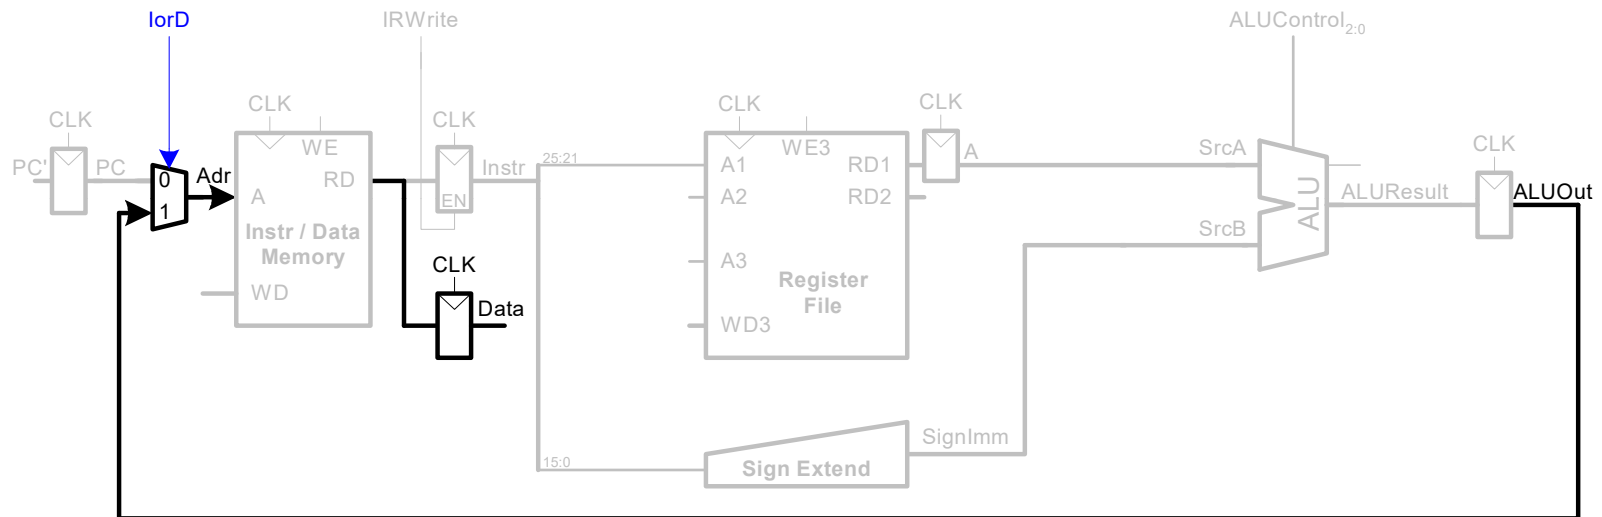 IorD
IRWrite
ALUControl2:0
CLK
CLK
CLK
CLK
CLK
CLK
PC'
PC
0
1
Adr
WE
RD
A
Instr / Data
Memory
WD
EN
Instr
CLK
Data
25:21
15:0
A1
A2
A3
WD3
WE3
RD1
RD2
Register
File
A
SrcA
SrcB
ALU
ALUResult
ALUOut
SignImm
Sign Extend